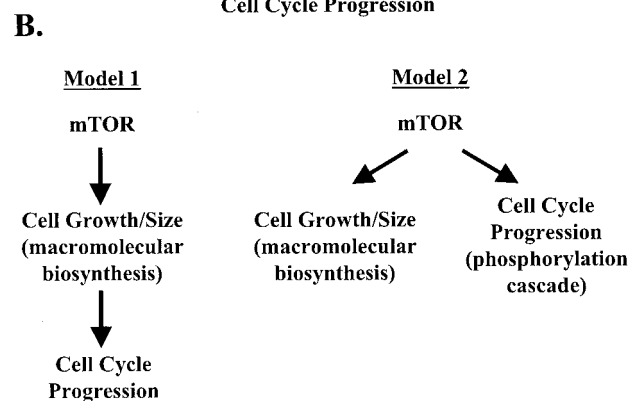 Cell Cycle Progression
B.
Model 1
mTOR
Cell Growth/Size
(macromolecular
biosynthesis)
Cell Cycle
Progression
Model 2
mTOR
Cell Growth/Size
(macromolecular
biosynthesis)
Cell Cycle
Progression
(phosphorylation
cascade)